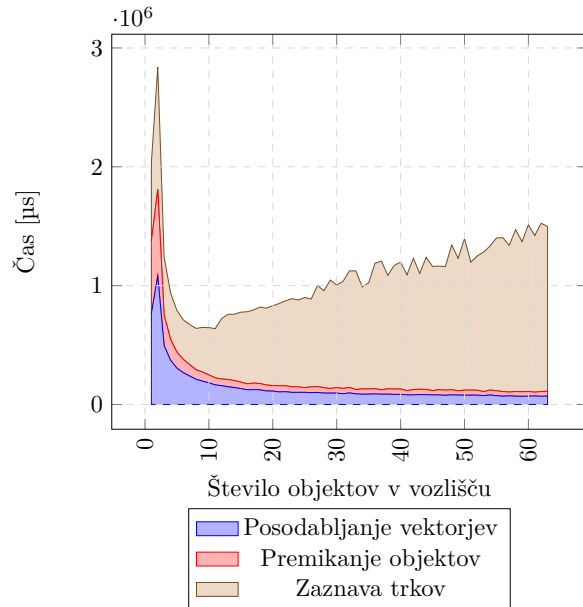 ·10⁶
3
2
1
0
Čas [µs]
0 10 20 30 40 50 60
Število objektov v vozlišču
Posodabljanje vektorjev
Premikanje objektov
Zaznava trkov